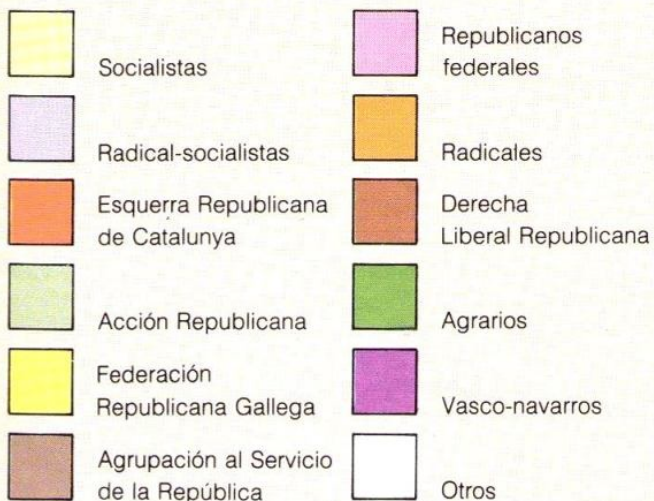 Socialistas
Radical-socialistas
Esquerra Republicana
de Catalunya
Acción Republicana
Federación
Republicana Gallega
Agrupación al Servicio
de la República
Republicanos
federales
Radicales
Derecha
Liberal Republicana
Agrarios
Vasco-navarros
Otros